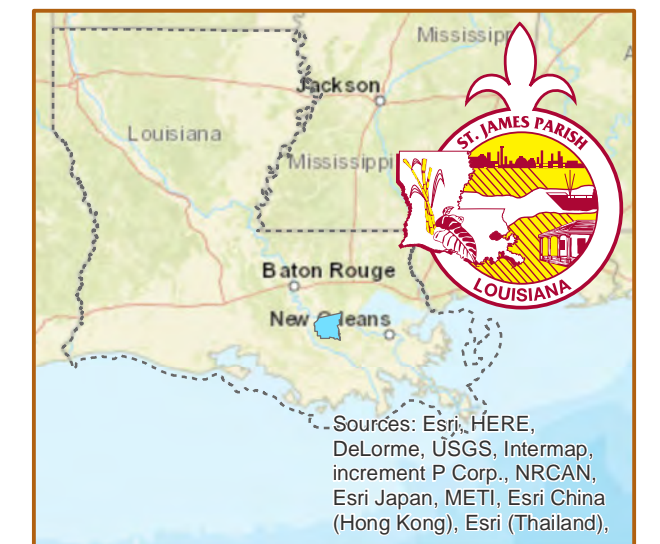 Mississipp
A
Jackson
Louisiana
Mississippi
ST. JAMES PARISH
LOUISIANA
Baton Rouge
New Orleans
Sources: Esri, HERE,
DeLorme, USGS, Intermap,
increment P Corp., NRCAN,
Esri Japan, METI, Esri China
(Hong Kong), Esri (Thailand),